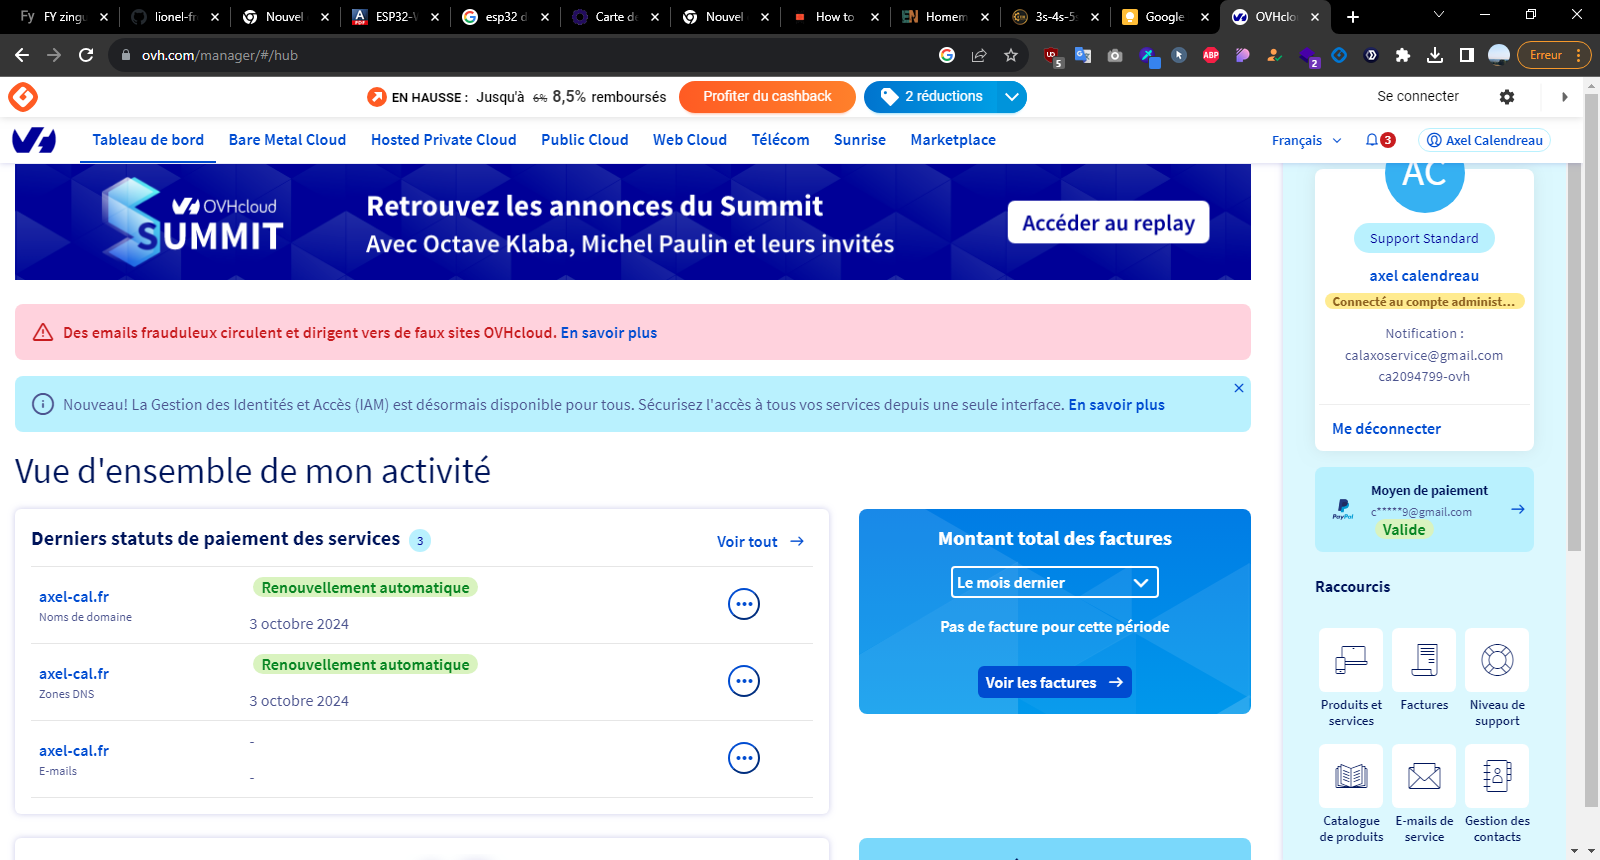 FY zingu
lionel-fr
Nouvel
ESP32-W
esp32 d
Carte de
Nouvel
How to
Homem
3s-4s-5s
Google
OVHclo
ovh.com/manager/#/hub
Erreur
EN HAUSSE : Jusqu'à 6% 8,5% remboursés
Profiter du cashback
2 réductions
Se connecter
Tableau de bord
Bare Metal Cloud
Hosted Private Cloud
Public Cloud
Web Cloud
Télécom
Sunrise
Marketplace
Français
3
Axel Calendreau
OVHcloud
SUMMIT
Retrouvez les annonces du Summit
Avec Octave Klaba, Michel Paulin et leurs invités
Accéder au replay
AC
Support Standard
axel calendreau
Connecté au compte administ...
Notification :
calaxoservice@gmail.com
ca2094799-ovh
Me déconnecter
Des emails frauduleux circulent et dirigent vers de faux sites OVHcloud. En savoir plus
Nouveau! La Gestion des Identités et Accès (IAM) est désormais disponible pour tous. Sécurisez l'accès à tous vos services depuis une seule interface. En savoir plus
Vue d'ensemble de mon activité
Derniers statuts de paiement des services 3
Voir tout
axel-cal.fr
Noms de domaine
Renouvellement automatique
3 octobre 2024
axel-cal.fr
Zones DNS
Renouvellement automatique
3 octobre 2024
axel-cal.fr
E-mails
-
-
Montant total des factures
Le mois dernier
Pas de facture pour cette période
Voir les factures
PayPal
Moyen de paiement
c*****9@gmail.com
Valide
Raccourcis
Produits et services
Factures
Niveau de support
Catalogue de produits
E-mails de service
Gestion des contacts